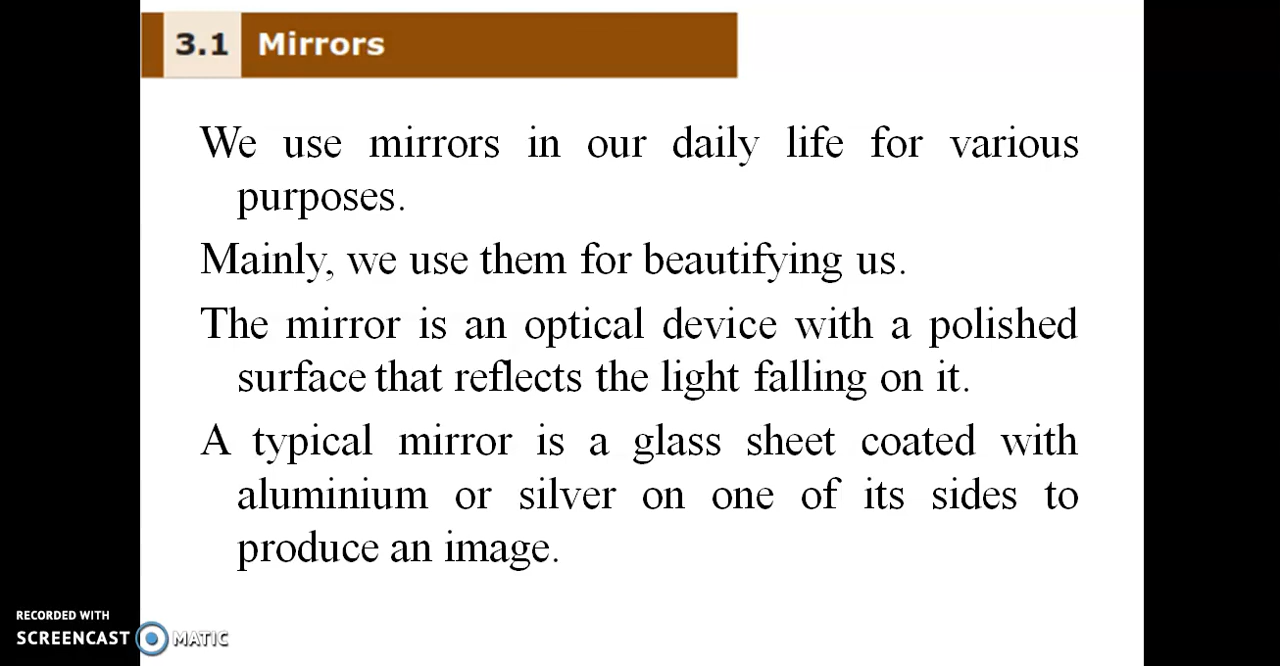 3.1 Mirrors
We use mirrors in our daily life for various
purposes.
Mainly, we use them for beautifying us.
The mirror is an optical device with a polished
surface that reflects the light falling on it.
A typical mirror is a glass sheet coated with
aluminium or silver on one of its sides to
produce an image.
RECORDED WITH
SCREENCAST MATIC